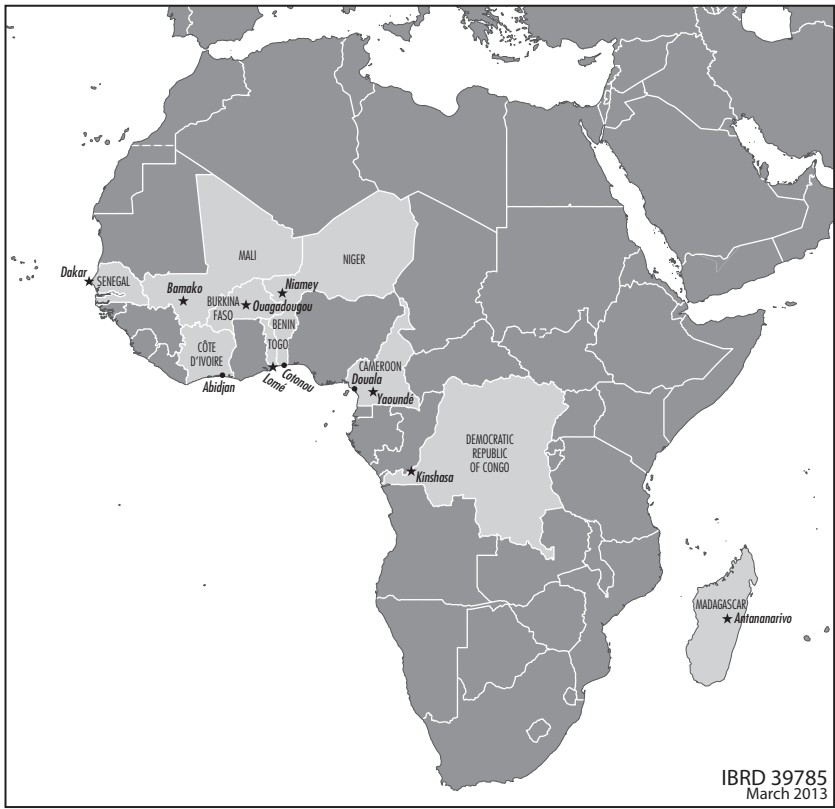 MALI
NIGER
Dakar
SENEGAL
Bamako
Niamey
BURKINA
FASO
Ouagadougou
BENIN
TOGO
CÔTE
D'IVOIRE
Abidjan
Lomé
Cotonou
CAMEROON
Douala
Yaoundé
DEMOCRATIC
REPUBLIC
OF CONGO
Kinshasa
MADAGASCAR
Antananarivo
IBRD 39785
March 2013